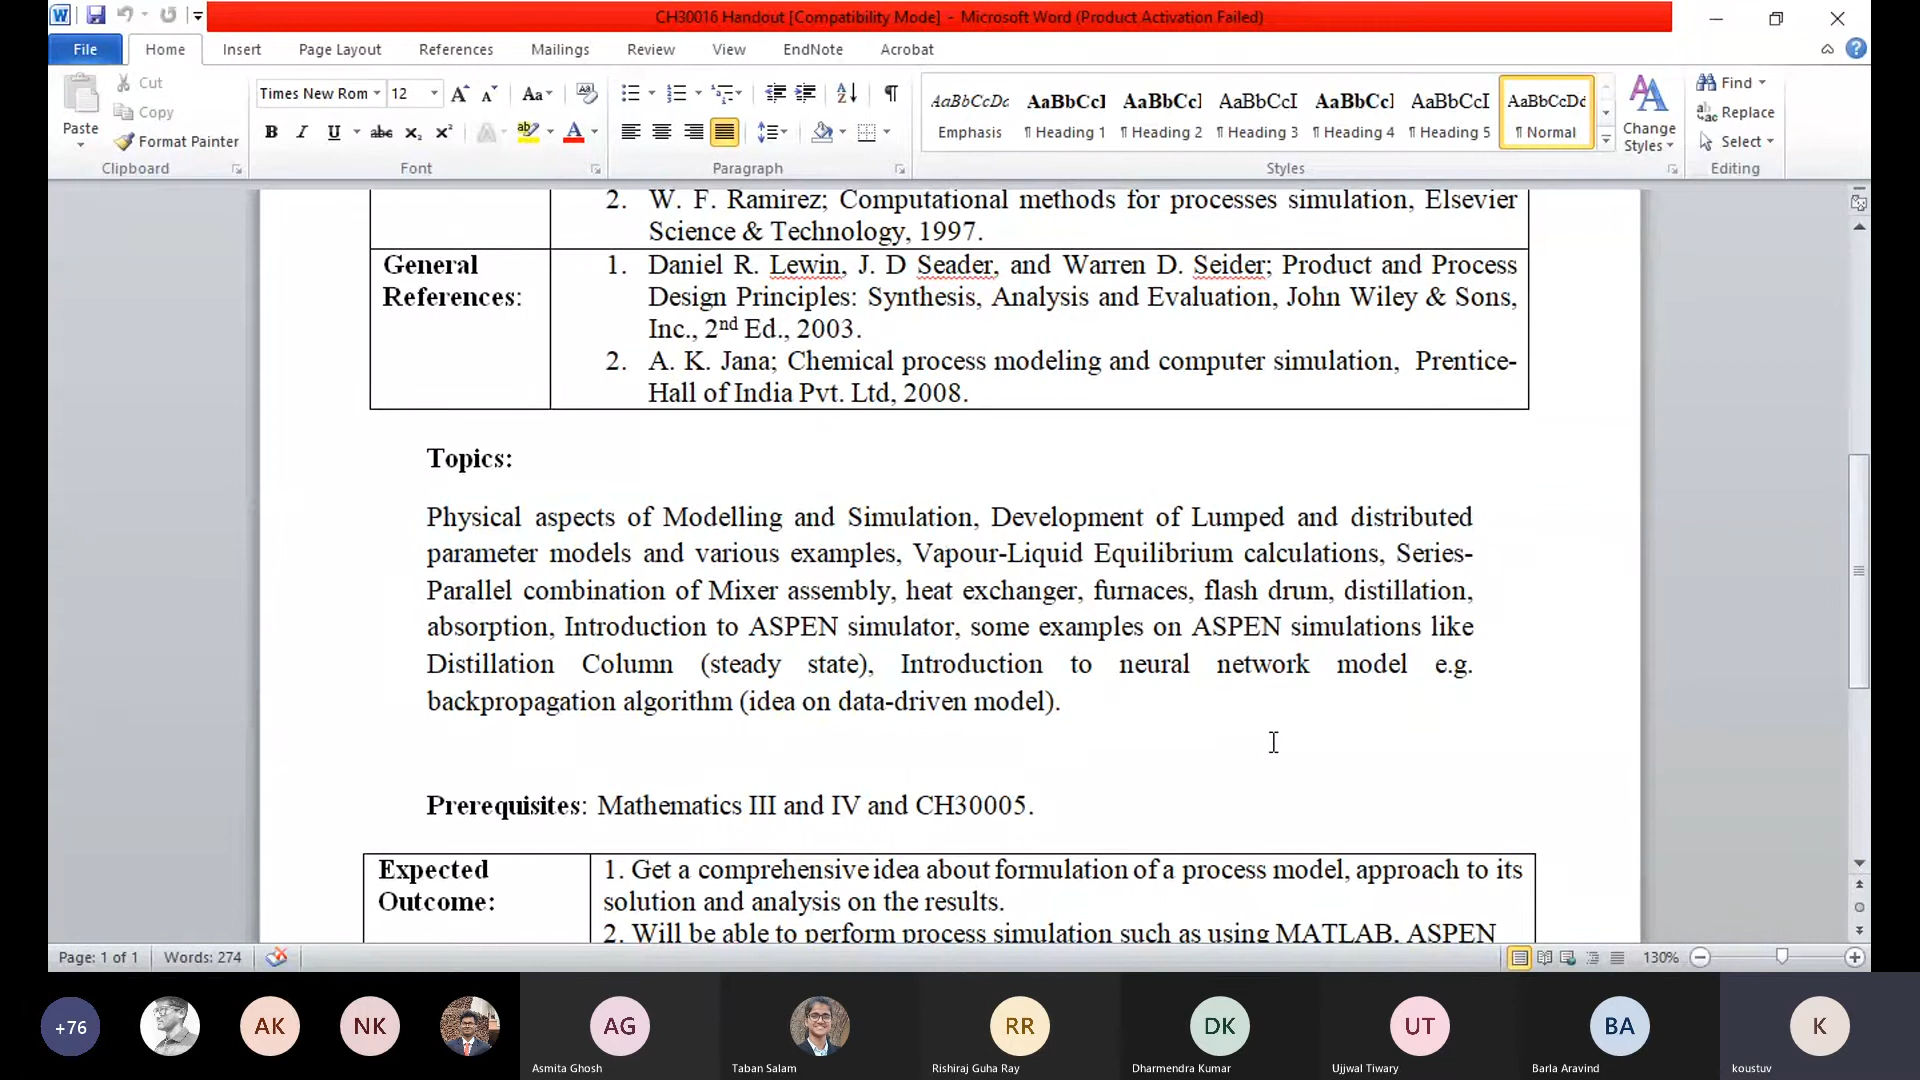 CH30016 Handout [Compatibility Mode] - Microsoft Word (Product Activation Failed)
File Home Insert Page Layout References Mailings Review View EndNote Acrobat
Paste
Cut
Copy
Format Painter
Clipboard
Times New Rom 12
Font
Paragraph
AaBbCcDc AaBbCcI AaBbCcI AaBbCcI AaBbCcI AaBbCcI AaBbCcDd
Emphasis ¶ Heading 1 ¶ Heading 2 ¶ Heading 3 ¶ Heading 4 ¶ Heading 5 ¶ Normal
Styles
Change
Styles
Find
Replace
Select
Editing
2. W. F. Ramirez; Computational methods for processes simulation, Elsevier
Science & Technology, 1997.
General
References:
1. Daniel R. Lewin, J. D Seader, and Warren D. Seider; Product and Process
Design Principles: Synthesis, Analysis and Evaluation, John Wiley & Sons,
Inc., 2nd Ed., 2003.
2. A. K. Jana; Chemical process modeling and computer simulation, Prentice-
Hall of India Pvt. Ltd, 2008.
Topics:
Physical aspects of Modelling and Simulation, Development of Lumped and distributed
parameter models and various examples, Vapour-Liquid Equilibrium calculations, Series-
Parallel combination of Mixer assembly, heat exchanger, furnaces, flash drum, distillation,
absorption, Introduction to ASPEN simulator, some examples on ASPEN simulations like
Distillation Column (steady state), Introduction to neural network model e.g.
backpropagation algorithm (idea on data-driven model).
Prerequisites: Mathematics III and IV and CH30005.
Expected
Outcome:
1. Get a comprehensive idea about formulation of a process model, approach to its
solution and analysis on the results.
2. Will be able to perform process simulation such as using MATLAB, ASPEN
Page: 1 of 1 Words: 274 130%
+76 AK NK AG RR DK UT BA K
Asmita Ghosh Taban Salam Rishiraj Guha Ray Dharmendra Kumar Ujjwal Tiwary Barla Aravind koustuv